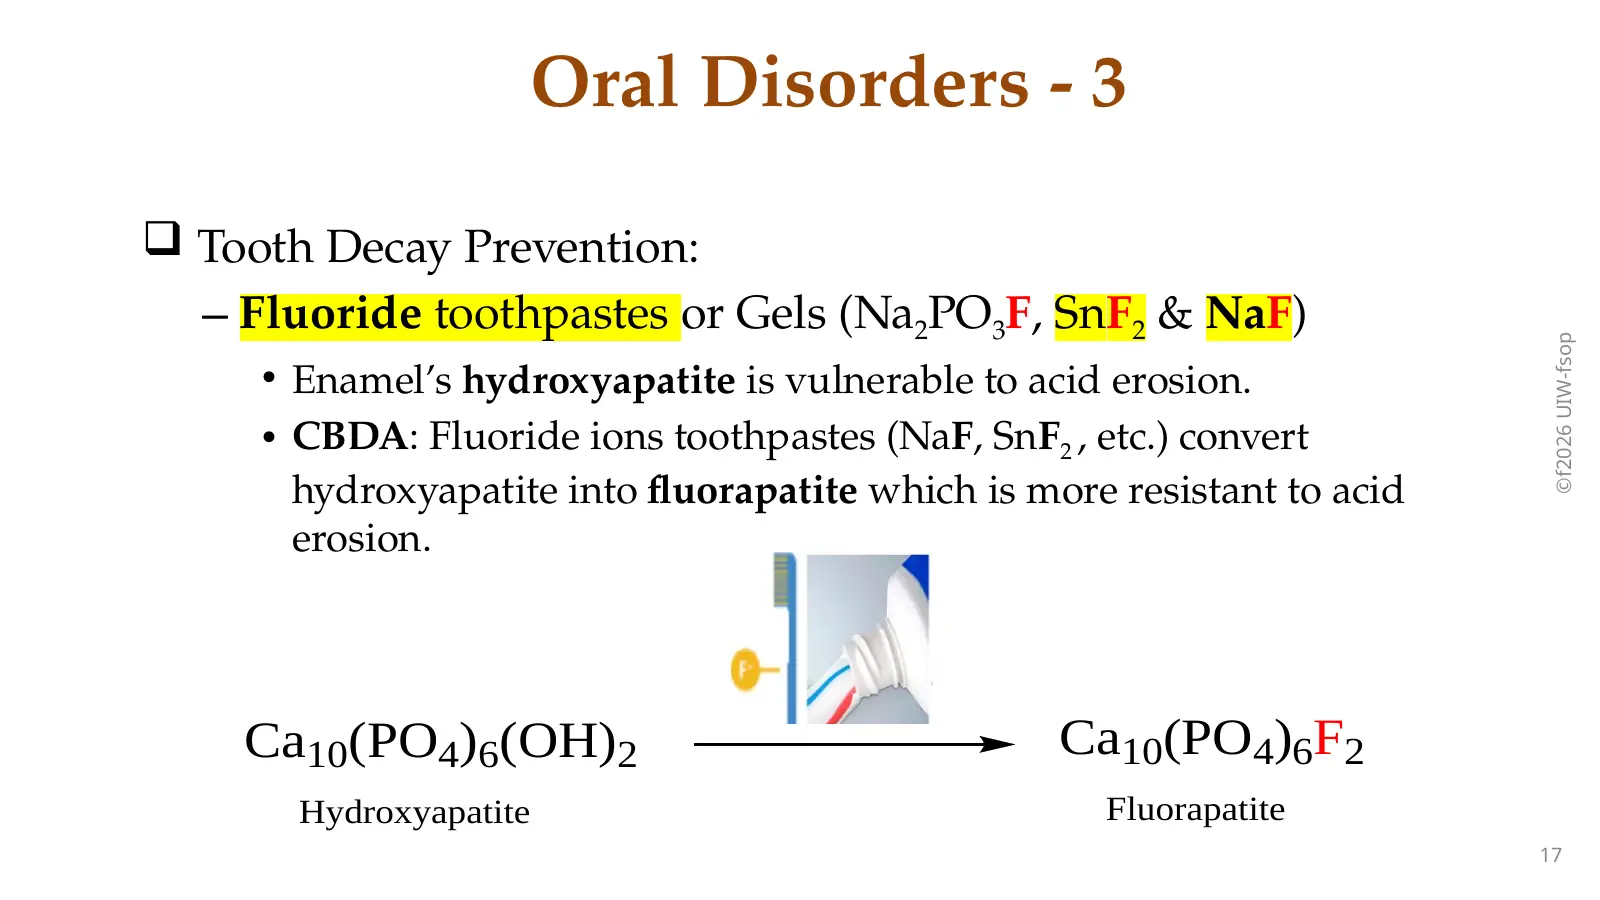 Oral Disorders - 3
❑ Tooth Decay Prevention:
– Fluoride toothpastes or Gels (Na₂PO₃F, SnF₂ & NaF)
• Enamel’s hydroxyapatite is vulnerable to acid erosion.
• CBDA: Fluoride ions toothpastes (NaF, SnF₂ , etc.) convert
hydroxyapatite into fluorapatite which is more resistant to acid
erosion.
F⁻
Ca₁₀(PO₄)₆(OH)₂
Ca₁₀(PO₄)₆F₂
Hydroxyapatite
Fluorapatite
©f2026 UIW-fsop
17